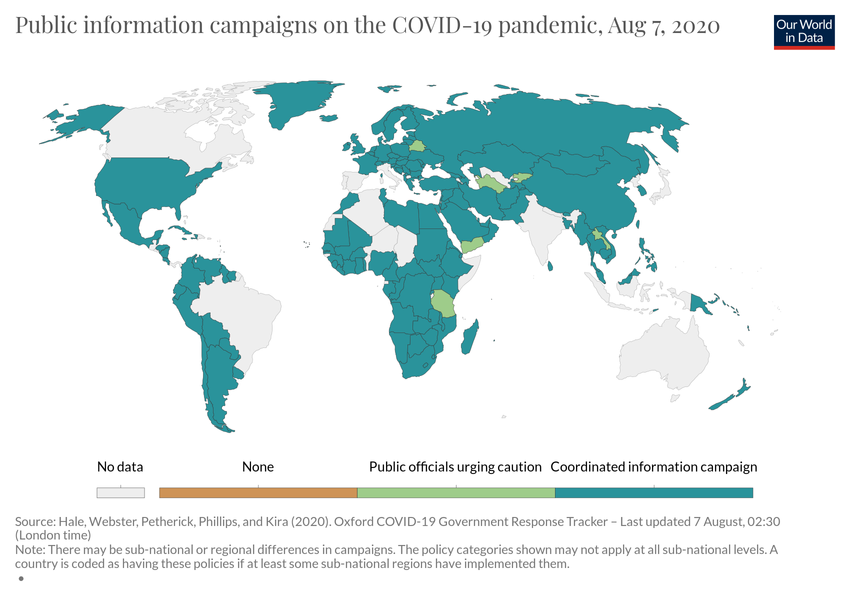 Public information campaigns on the COVID-19 pandemic, Aug 7, 2020
Our World
in Data
No data
None
Public officials urging caution
Coordinated information campaign
Source: Hale, Webster, Petherick, Phillips, and Kira (2020). Oxford COVID-19 Government Response Tracker – Last updated 7 August, 02:30
(London time)
Note: There may be sub-national or regional differences in campaigns. The policy categories shown may not apply at all sub-national levels. A
country is coded as having these policies if at least some sub-national regions have implemented them.
•